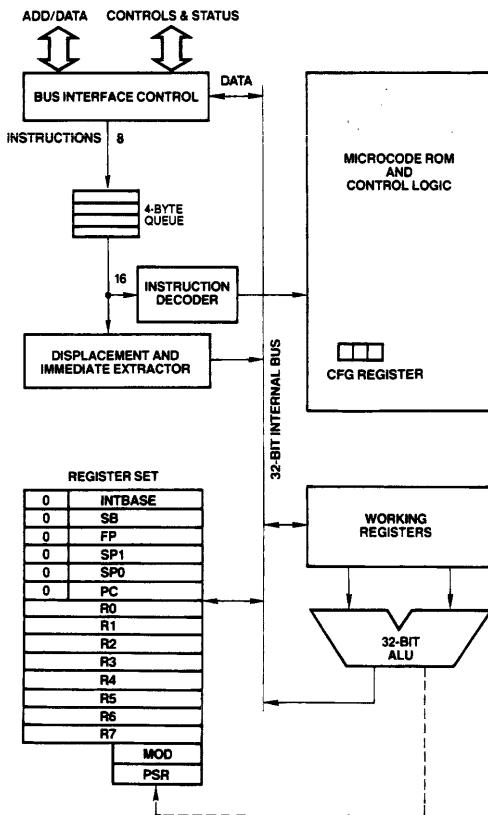 ADD/DATA
CONTROLS & STATUS
BUS INTERFACE CONTROL
DATA
INSTRUCTIONS
8
4-BYTE
QUEUE
16
INSTRUCTION
DECODER
DISPLACEMENT AND
IMMEDIATE EXTRACTOR
MICROCODE ROM
AND
CONTROL LOGIC
CFG REGISTER
32-BIT INTERNAL BUS
REGISTER SET
0 INTBASE
0 SB
0 FP
0 SP1
0 SP0
0 PC
R0
R1
R2
R3
R4
R5
R6
R7
MOD
PSR
WORKING
REGISTERS
32-BIT
ALU